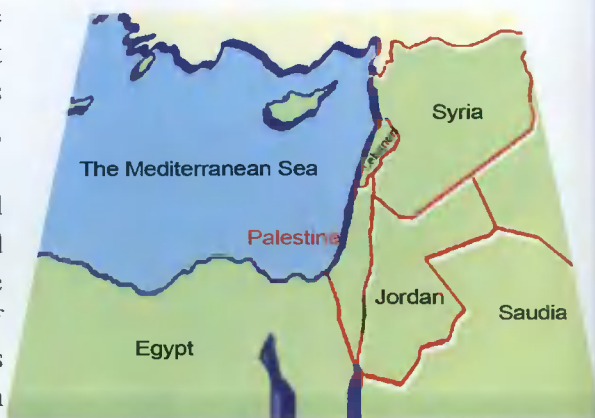 Syria
Lebanon
The Mediterranean Sea
Palestine
Jordan
Saudia
Egypt